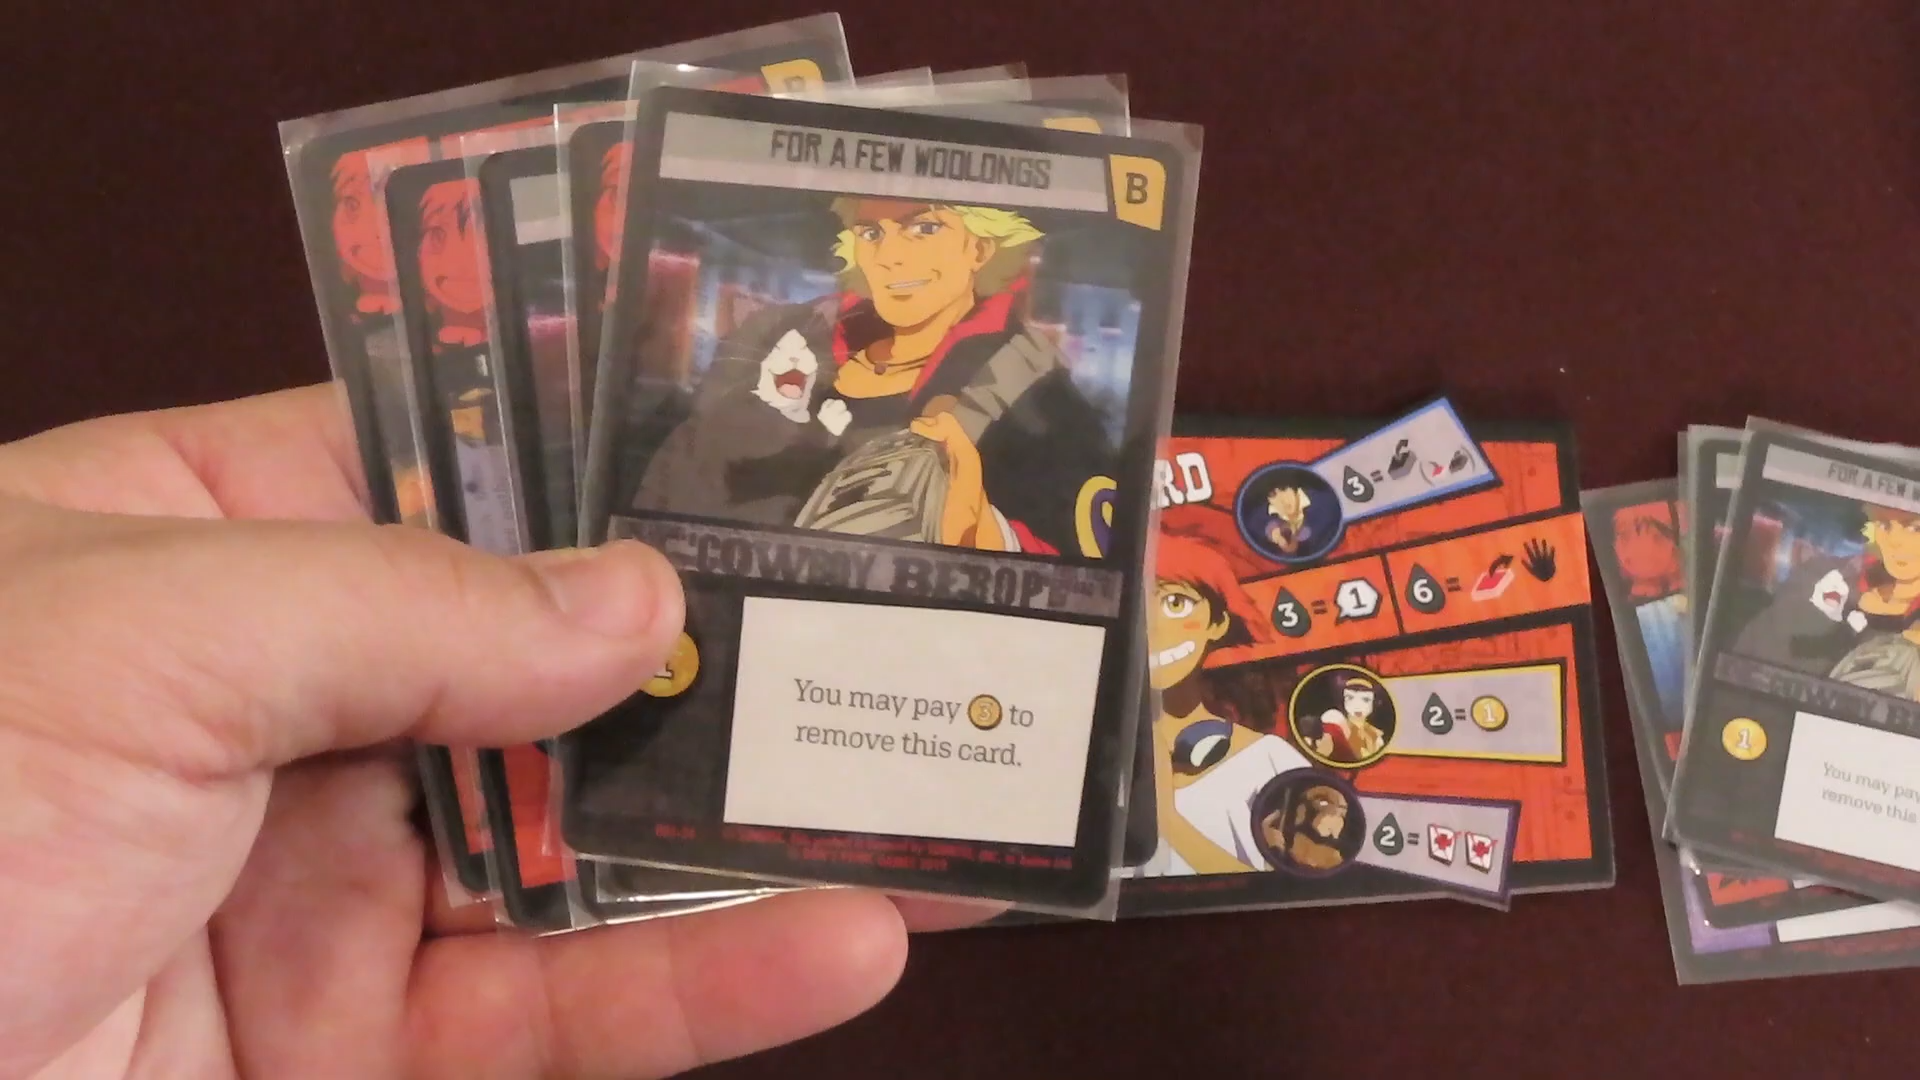 FOR A FEW WOOLONGS
B
"COWBOY BEBOP"
1
You may pay 3 to
remove this card.
RD
3=
3=1
6=
2=1
2=
FOR A FEW W
1
You may pay
remove this